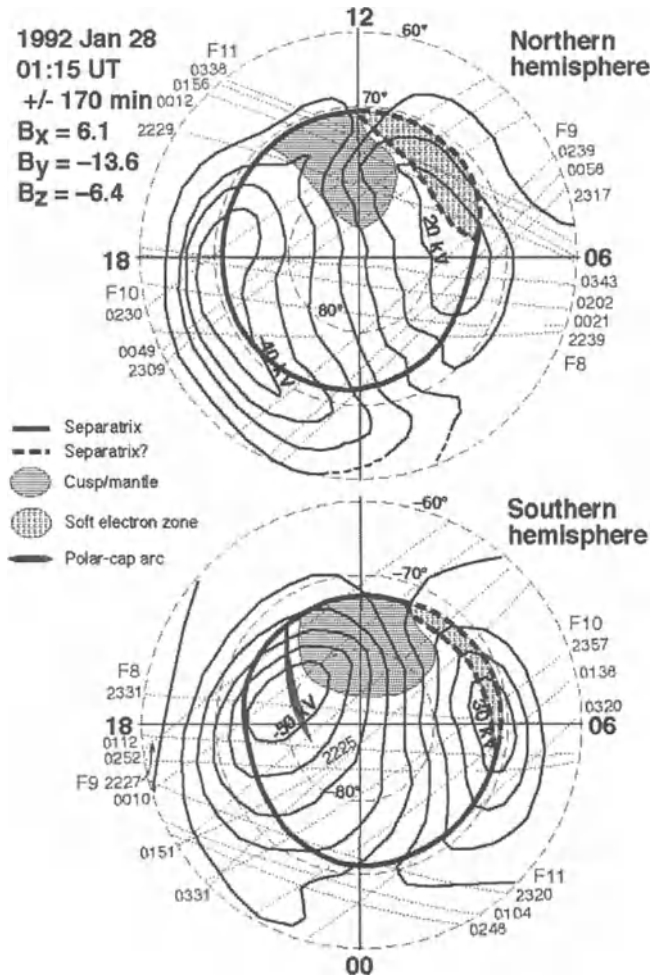 1992 Jan 28
01:15 UT
+/- 170 min
Bx = 6.1
By = −13.6
Bz = −6.4
12
60°
Northern
hemisphere
F11
0338
0156
0012
2229
70°
F9
0239
0056
2317
20 kV
18
06
F10
0230
0049
2309
80°
-40 kV
0343
0202
0021
2239
F8
Separatrix
Separatrix?
Cusp/mantle
Soft electron zone
Polar-cap arc
−60°
Southern
hemisphere
−70°
F10
2357
0136
0320
F8
2331
18
06
-50 kV
30 kV
0112
0252
F9 2227
0010
2225
−80°
0151
0331
F11
2320
0104
0246
00